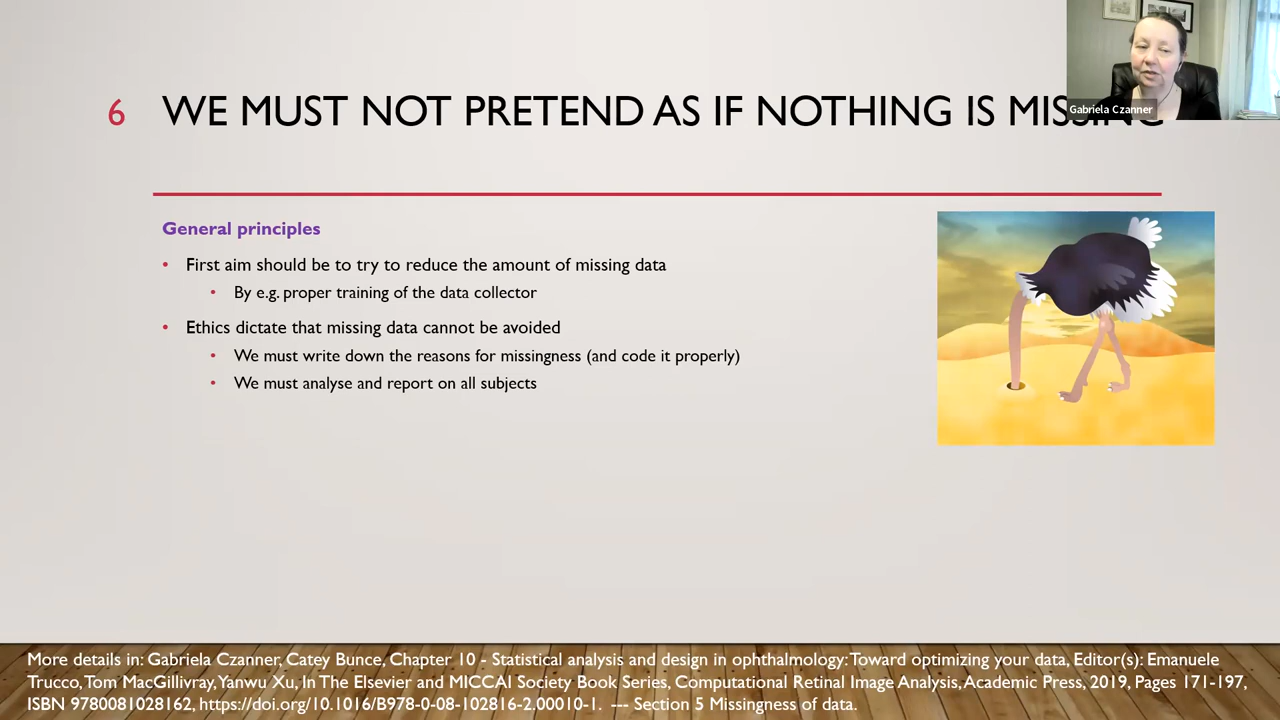 6
WE MUST NOT PRETEND AS IF NOTHING IS MISSING
Gabriela Czanner
General principles
• First aim should be to try to reduce the amount of missing data
• By e.g. proper training of the data collector
• Ethics dictate that missing data cannot be avoided
• We must write down the reasons for missingness (and code it properly)
• We must analyse and report on all subjects
More details in: Gabriela Czanner, Catey Bunce, Chapter 10 - Statistical analysis and design in ophthalmology: Toward optimizing your data, Editor(s): Emanuele
Trucco, Tom MacGillivray, Yanwu Xu, In The Elsevier and MICCAI Society Book Series, Computational Retinal Image Analysis, Academic Press, 2019, Pages 171-197,
ISBN 9780081028162, https://doi.org/10.1016/B978-0-08-102816-2.00010-1. --- Section 5 Missingness of data.